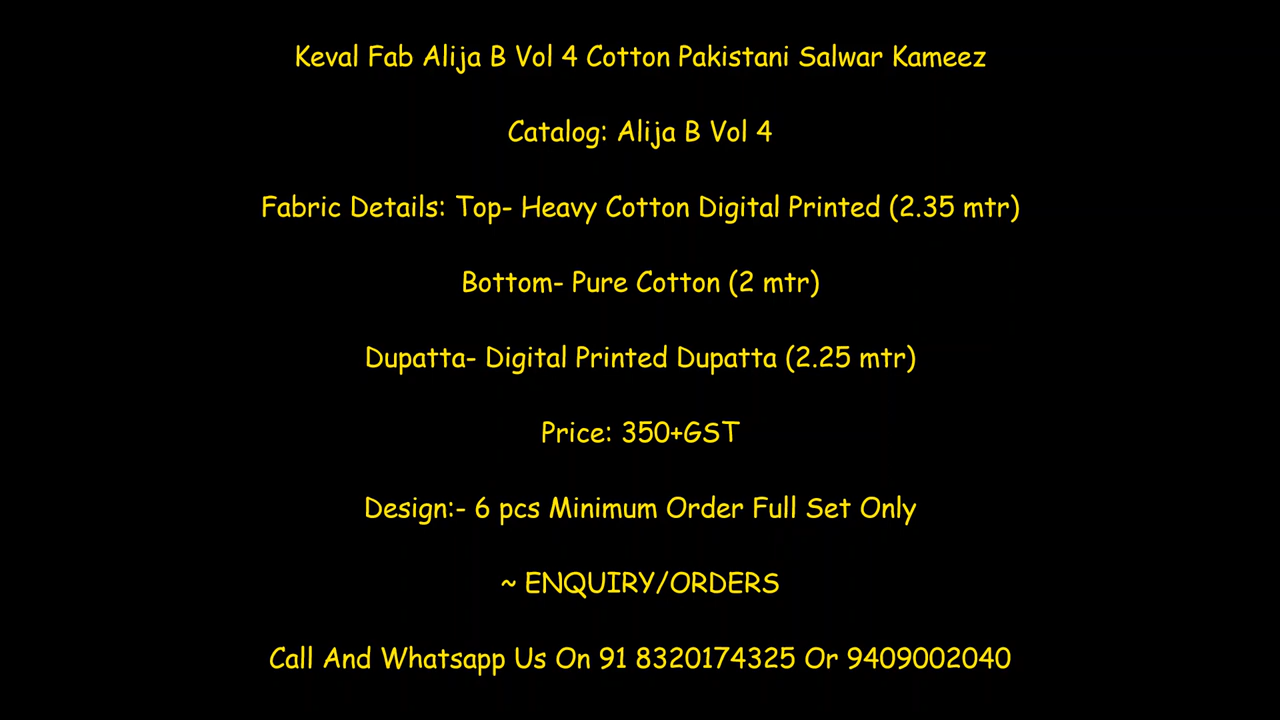 Keval Fab Alija B Vol 4 Cotton Pakistani Salwar Kameez
Catalog: Alija B Vol 4
Fabric Details: Top- Heavy Cotton Digital Printed (2.35 mtr)
Bottom- Pure Cotton (2 mtr)
Dupatta- Digital Printed Dupatta (2.25 mtr)
Price: 350+GST
Design:- 6 pcs Minimum Order Full Set Only
~ ENQUIRY/ORDERS
Call And Whatsapp Us On 91 8320174325 Or 9409002040